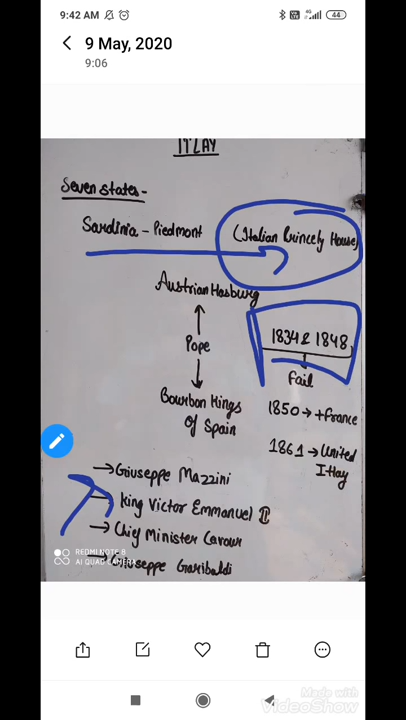 9:42 AM
4G
44
9 May, 2020
9:06
ITLAY
Seven states-
Sardinia - Piedmont
(Italian Princely House)
Austrian Hasburg
Pope
Bourbon Kings
Of Spain
1834 & 1848
fail
1850 → +France
1861 → United
Itlay
→ Giuseppe Mazzini
→ King Victor Emmanuel II
→ Chief Minister Cavour
→ Giuseppe Garibaldi
REDMI NOTE 8
AI QUAD CAMERA
Made with
VideoShow